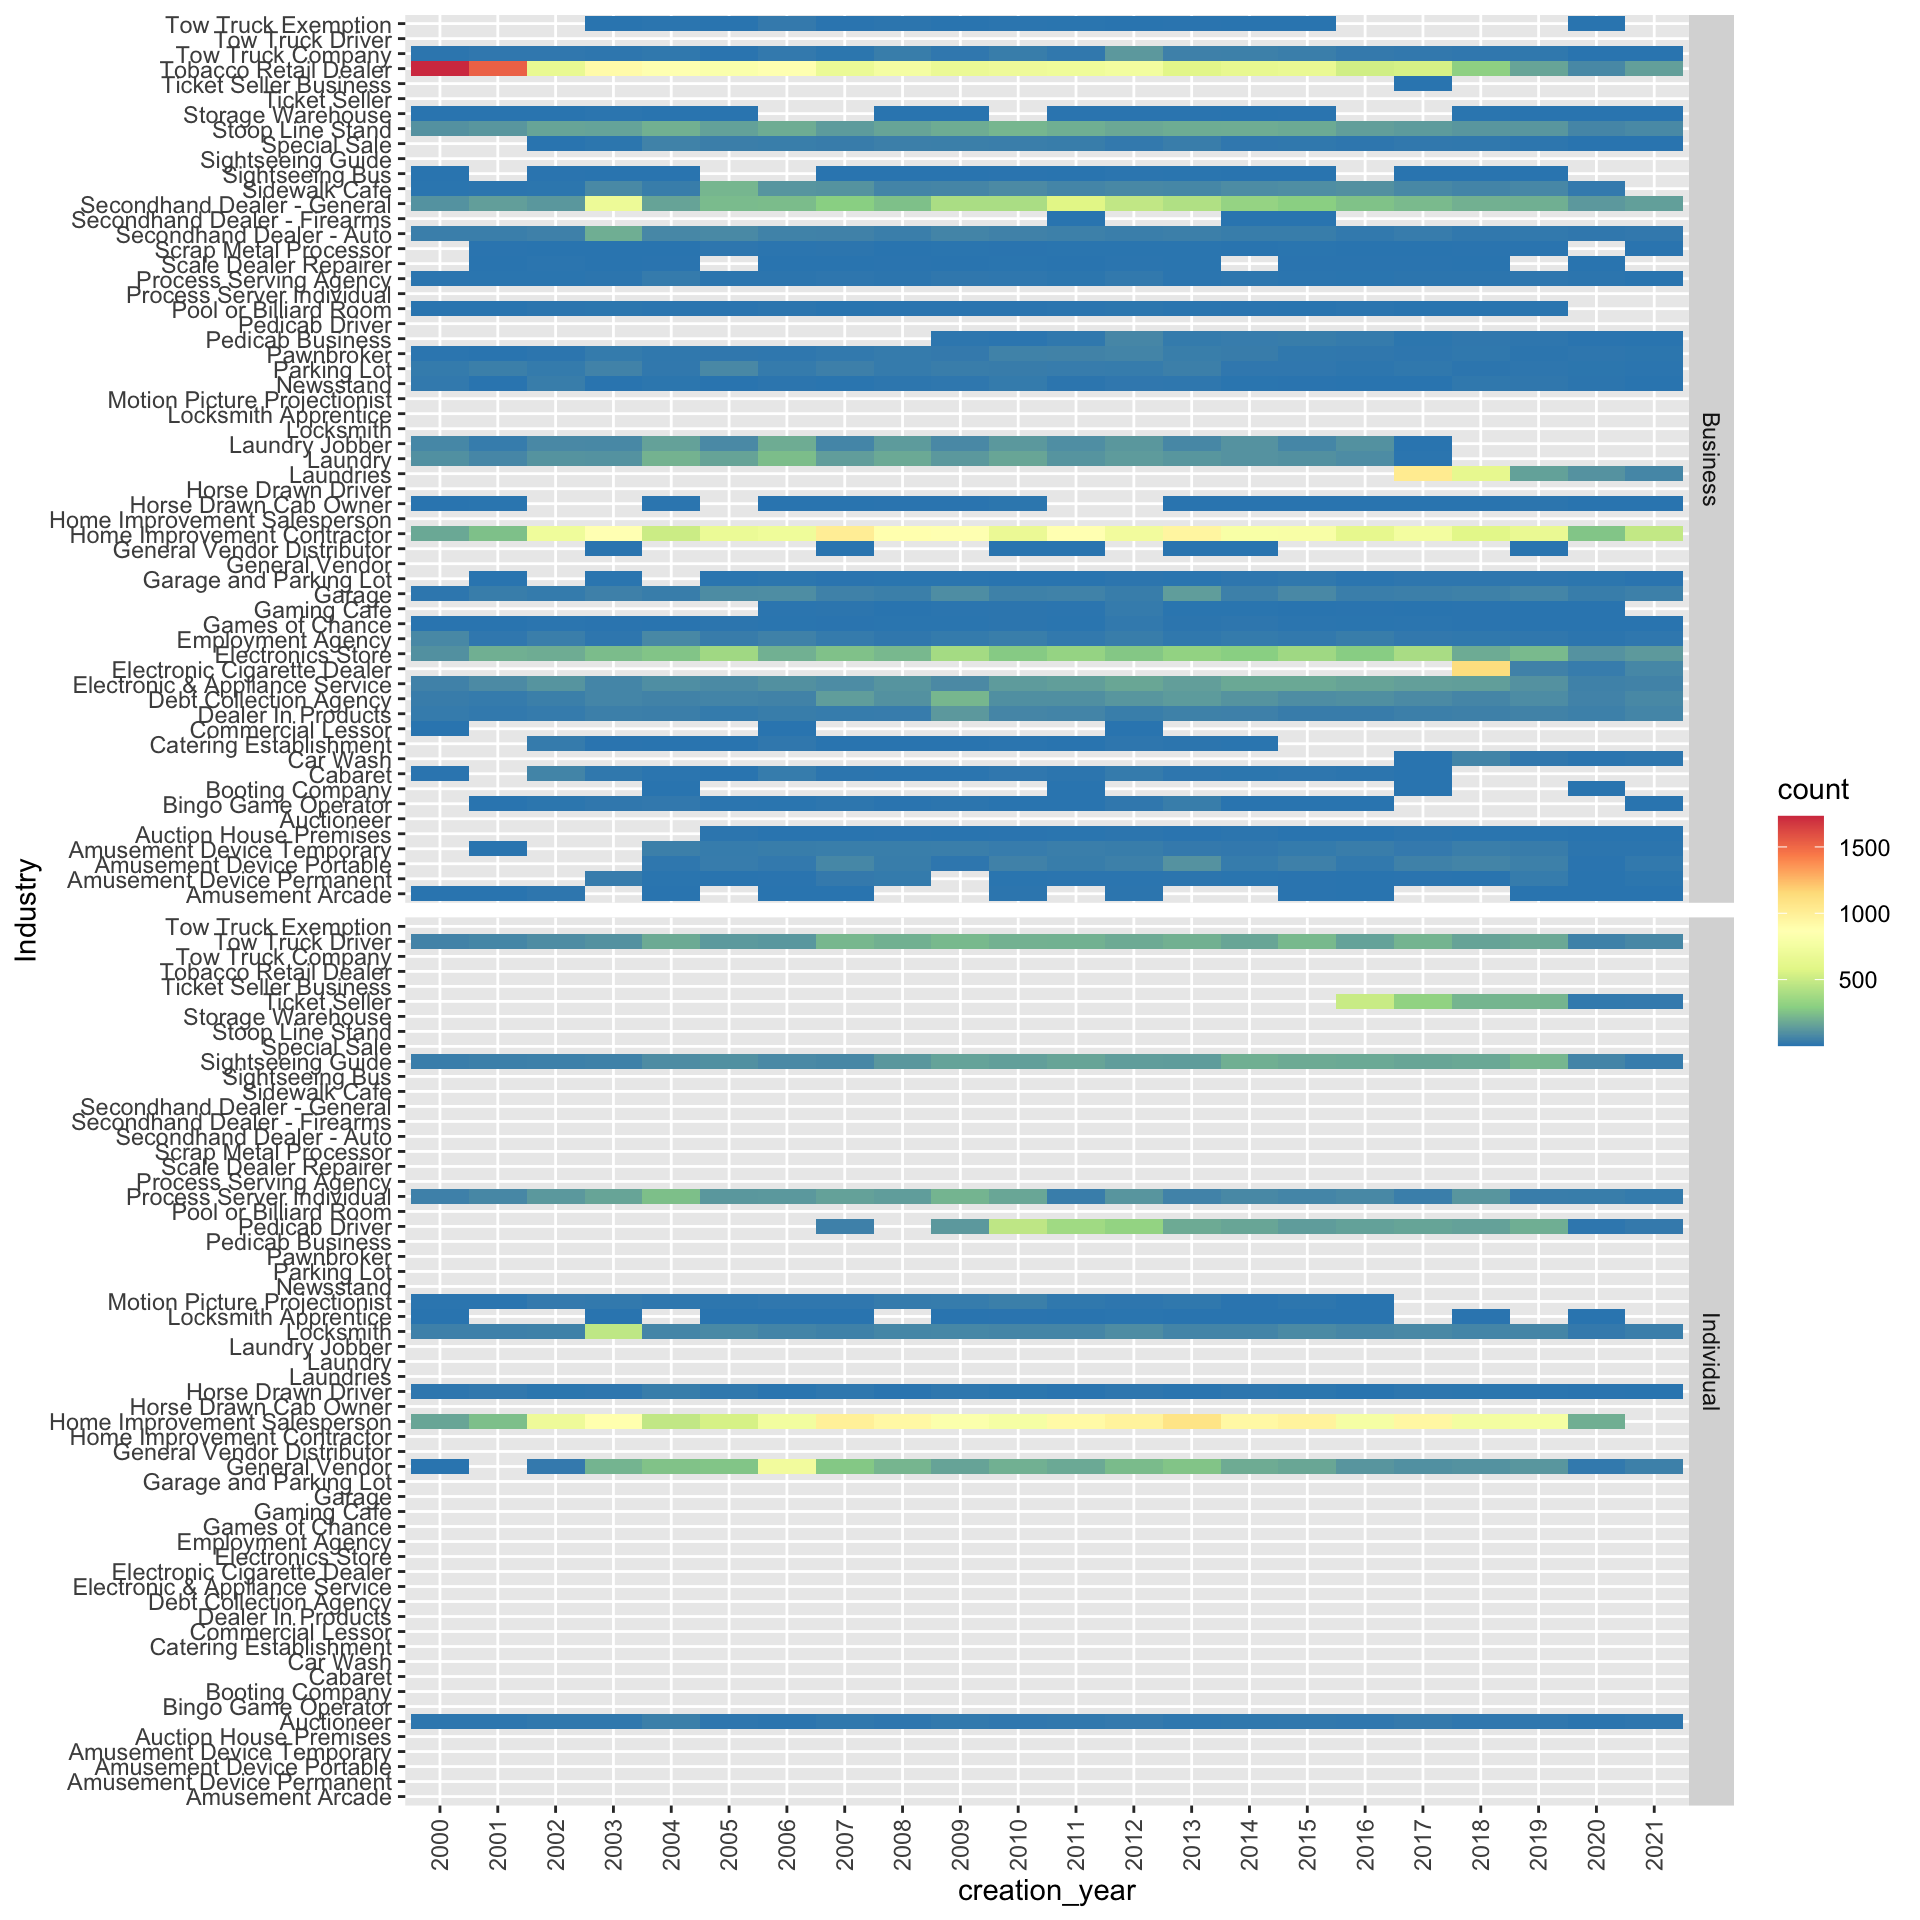 Tow Truck Exemption
Tow Truck Driver
Tow Truck Company
Tobacco Retail Dealer
Ticket Seller Business
Ticket Seller
Storage Warehouse
Stoop Line Stand
Special Sale
Sightseeing Guide
Sightseeing Bus
Sidewalk Cafe
Secondhand Dealer - General
Secondhand Dealer - Firearms
Secondhand Dealer - Auto
Scrap Metal Processor
Scale Dealer Repairer
Process Serving Agency
Process Server Individual
Pool or Billiard Room
Pedicab Driver
Pedicab Business
Pawnbroker
Parking Lot
Newsstand
Motion Picture Projectionist
Locksmith Apprentice
Locksmith
Laundry Jobber
Laundry
Laundries
Horse Drawn Driver
Horse Drawn Cab Owner
Home Improvement Salesperson
Home Improvement Contractor
General Vendor Distributor
General Vendor
Garage and Parking Lot
Garage
Gaming Cafe
Games of Chance
Employment Agency
Electronics Store
Electronic Cigarette Dealer
Electronic & Appliance Service
Debt Collection Agency
Dealer In Products
Commercial Lessor
Catering Establishment
Car Wash
Cabaret
Booting Company
Bingo Game Operator
Auctioneer
Auction House Premises
Amusement Device Temporary
Amusement Device Portable
Amusement Device Permanent
Amusement Arcade
Business
Tow Truck Exemption
Tow Truck Driver
Tow Truck Company
Tobacco Retail Dealer
Ticket Seller Business
Ticket Seller
Storage Warehouse
Stoop Line Stand
Special Sale
Sightseeing Guide
Sightseeing Bus
Sidewalk Cafe
Secondhand Dealer - General
Secondhand Dealer - Firearms
Secondhand Dealer - Auto
Scrap Metal Processor
Scale Dealer Repairer
Process Serving Agency
Process Server Individual
Pool or Billiard Room
Pedicab Driver
Pedicab Business
Pawnbroker
Parking Lot
Newsstand
Motion Picture Projectionist
Locksmith Apprentice
Locksmith
Laundry Jobber
Laundry
Laundries
Horse Drawn Driver
Horse Drawn Cab Owner
Home Improvement Salesperson
Home Improvement Contractor
General Vendor Distributor
General Vendor
Garage and Parking Lot
Garage
Gaming Cafe
Games of Chance
Employment Agency
Electronics Store
Electronic Cigarette Dealer
Electronic & Appliance Service
Debt Collection Agency
Dealer In Products
Commercial Lessor
Catering Establishment
Car Wash
Cabaret
Booting Company
Bingo Game Operator
Auctioneer
Auction House Premises
Amusement Device Temporary
Amusement Device Portable
Amusement Device Permanent
Amusement Arcade
Individual
Industry
2000
2001
2002
2003
2004
2005
2006
2007
2008
2009
2010
2011
2012
2013
2014
2015
2016
2017
2018
2019
2020
2021
creation_year
count
1500
1000
500